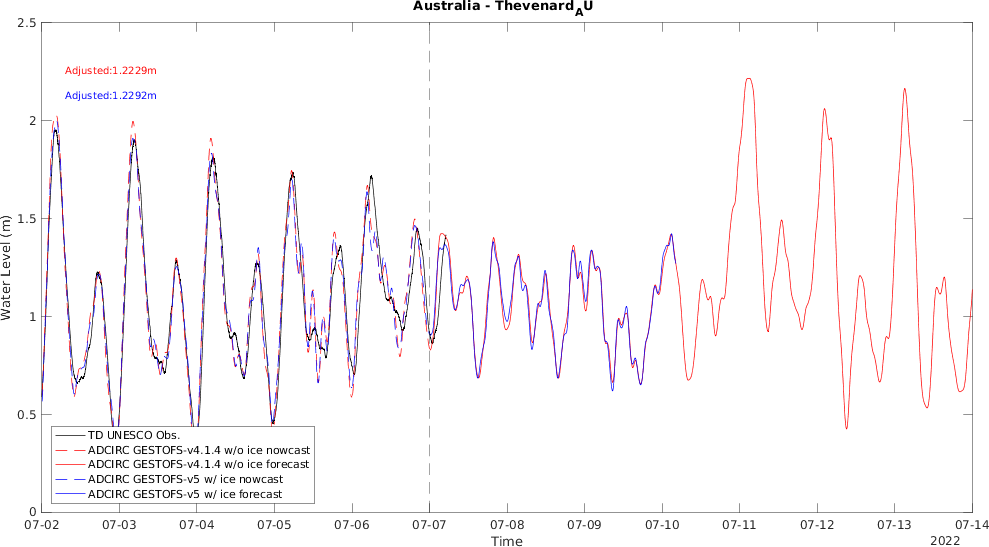 Australia - Thevenard_AU
2.5
Adjusted:1.2229m
Adjusted:1.2292m
2
1.5
Water Level (m)
1
0.5
TD UNESCO Obs.
ADCIRC GESTOFS-v4.1.4 w/o ice nowcast
ADCIRC GESTOFS-v4.1.4 w/o ice forecast
ADCIRC GESTOFS-v5 w/ ice nowcast
ADCIRC GESTOFS-v5 w/ ice forecast
0
07-02 07-03 07-04 07-05 07-06 07-07 07-08 07-09 07-10 07-11 07-12 07-13 07-14
Time
2022